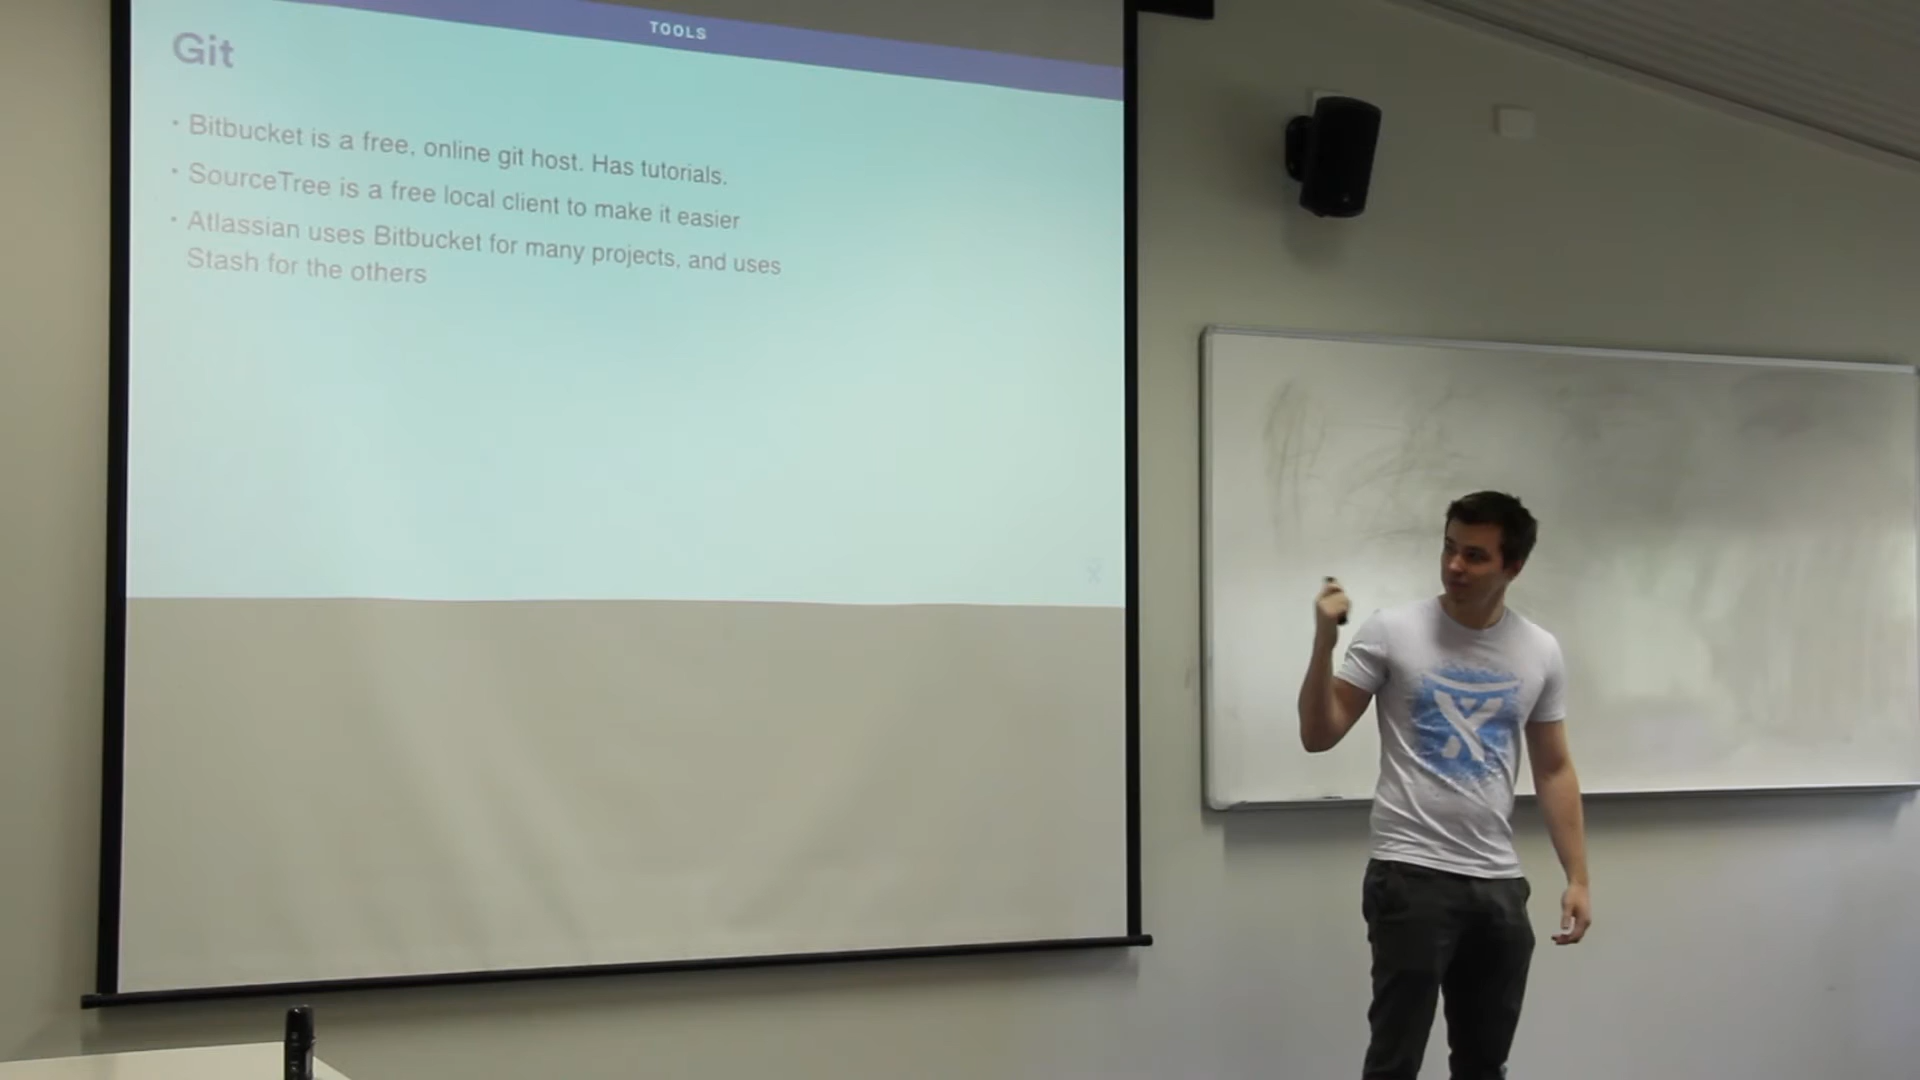 TOOLS
Git
• Bitbucket is a free, online git host. Has tutorials.
• SourceTree is a free local client to make it easier
• Atlassian uses Bitbucket for many projects, and uses
Stash for the others